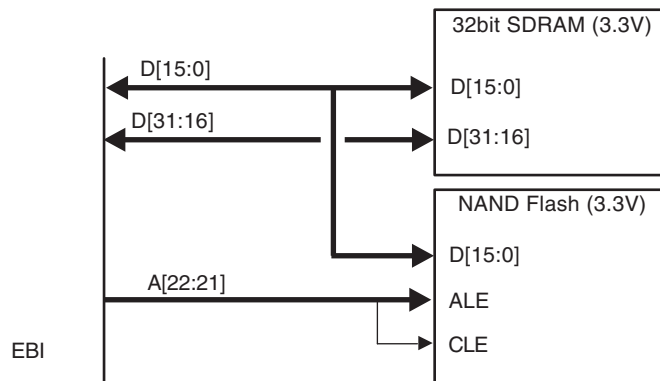 32bit SDRAM (3.3V)
D[15:0]
D[15:0]
D[31:16]
D[31:16]
NAND Flash (3.3V)
D[15:0]
A[22:21]
ALE
EBI
CLE